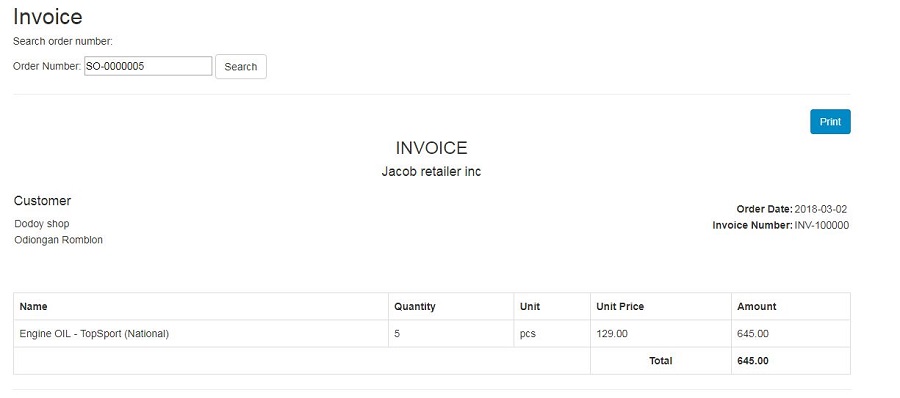 Invoice
Search order number:
Order Number: SO-0000005 Search
Print
INVOICE
Jacob retailer inc
Customer
Dodoy shop
Odiongan Romblon
Order Date: 2018-03-02
Invoice Number: INV-100000
Name Quantity Unit Unit Price Amount
Engine OIL - TopSport (National) 5 pcs 129.00 645.00
Total 645.00